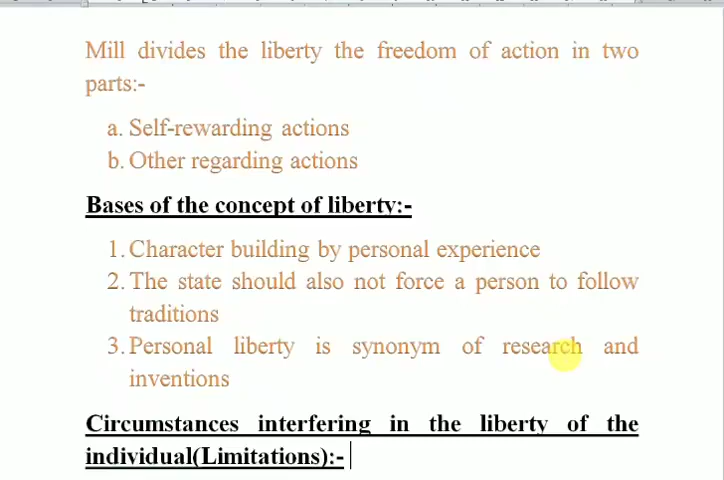 Mill divides the liberty the freedom of action in two
parts:-
a. Self-rewarding actions
b. Other regarding actions
Bases of the concept of liberty:-
1. Character building by personal experience
2. The state should also not force a person to follow
traditions
3. Personal liberty is synonym of research and
inventions
Circumstances interfering in the liberty of the
individual(Limitations):-